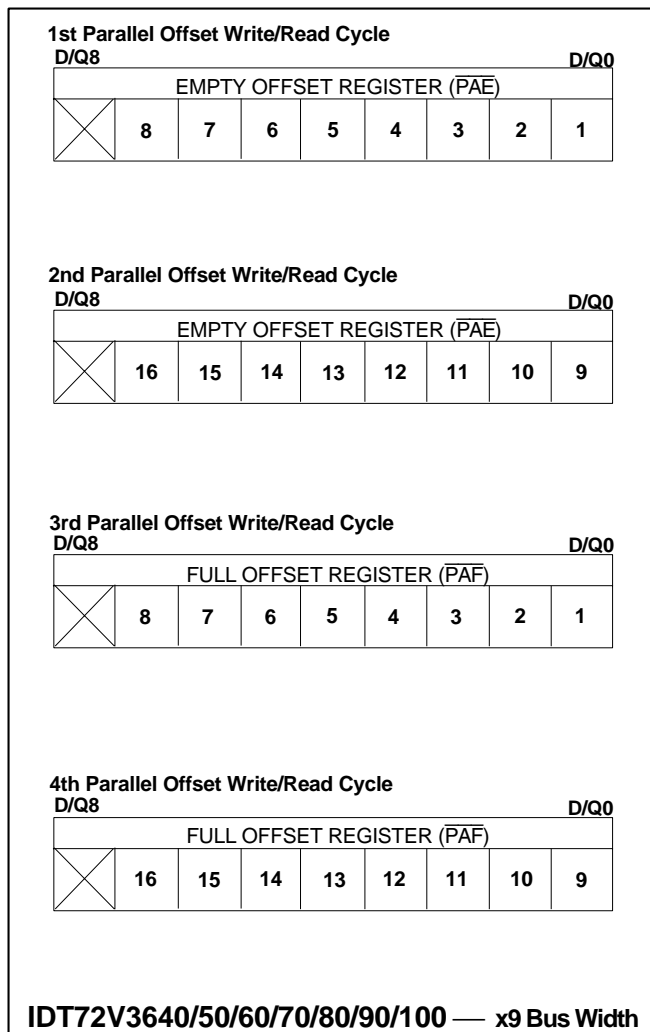 1st Parallel Offset Write/Read Cycle
D/Q8 D/Q0
EMPTY OFFSET REGISTER (PAE)
8 7 6 5 4 3 2 1
2nd Parallel Offset Write/Read Cycle
D/Q8 D/Q0
EMPTY OFFSET REGISTER (PAE)
16 15 14 13 12 11 10 9
3rd Parallel Offset Write/Read Cycle
D/Q8 D/Q0
FULL OFFSET REGISTER (PAF)
8 7 6 5 4 3 2 1
4th Parallel Offset Write/Read Cycle
D/Q8 D/Q0
FULL OFFSET REGISTER (PAF)
16 15 14 13 12 11 10 9
IDT72V3640/50/60/70/80/90/100 — x9 Bus Width